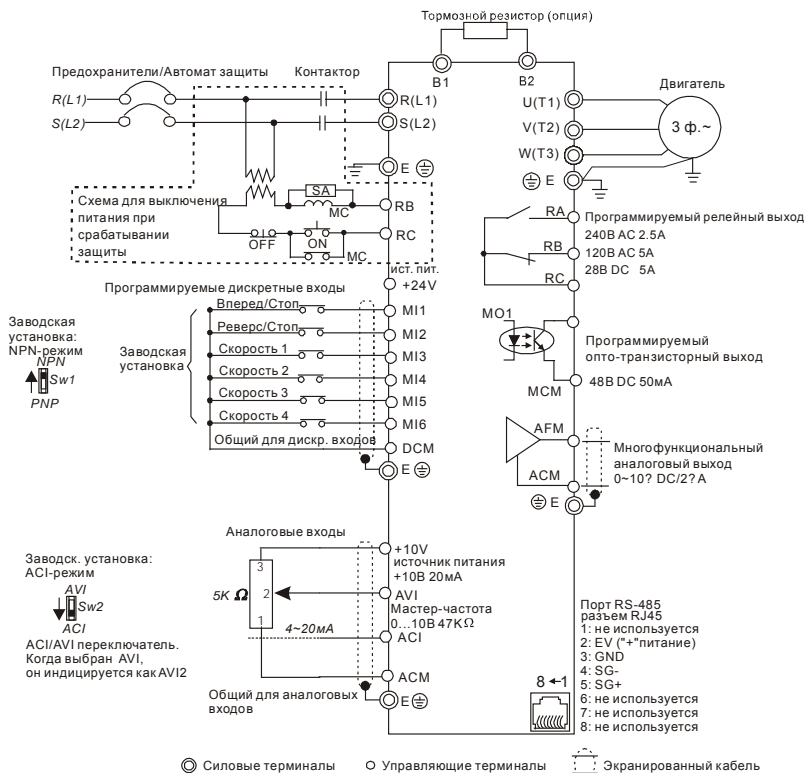 Тормозной резистор (опция)
B1
B2
Предохранители/Автомат защиты
Контактор
R(L1)
R(L1)
S(L2)
S(L2)
E
Двигатель
U(T1)
V(T2)
W(T3)
3 ф.~
E
Схема для выключения
питания при
срабатывании
защиты
SA
MC
RB
OFF
ON
MC
RC
RA
RB
RC
Программируемый релейный выход
240В AC 2.5А
120В AC 5А
28В DC 5А
ист. пит.
+24V
Программируемые дискретные входы
Заводская
установка:
NPN-режим
NPN
Sw1
PNP
Заводская
установка
Вперед/Стоп
MI1
Реверс/Стоп
MI2
Скорость 1
MI3
Скорость 2
MI4
Скорость 3
MI5
Скорость 4
MI6
Общий для дискр. входов
DCM
E
MO1
MCM
Программируемый
опто-транзисторный выход
48В DC 50мА
AFM
ACM
E
Многофункциональный
аналоговый выход
0~10? DC/2? А
Аналоговые входы
Заводск. установка:
ACI-режим
AVI
Sw2
ACI
ACI/AVI переключатель.
Когда выбран AVI,
он индицируется как AVI2
5K Ω
3
2
1
+10V
источник питания
+10В 20мА
AVI
Мастер-частота
0...10В 47KΩ
4~20мА
ACI
ACM
Общий для аналоговых
входов
E
8 ←1
Порт RS-485
разъем RJ45
1: не используется
2: EV ("+"питание)
3: GND
4: SG-
5: SG+
6: не используется
7: не используется
8: не используется
Силовые терминалы
Управляющие терминалы
Экранированный кабель